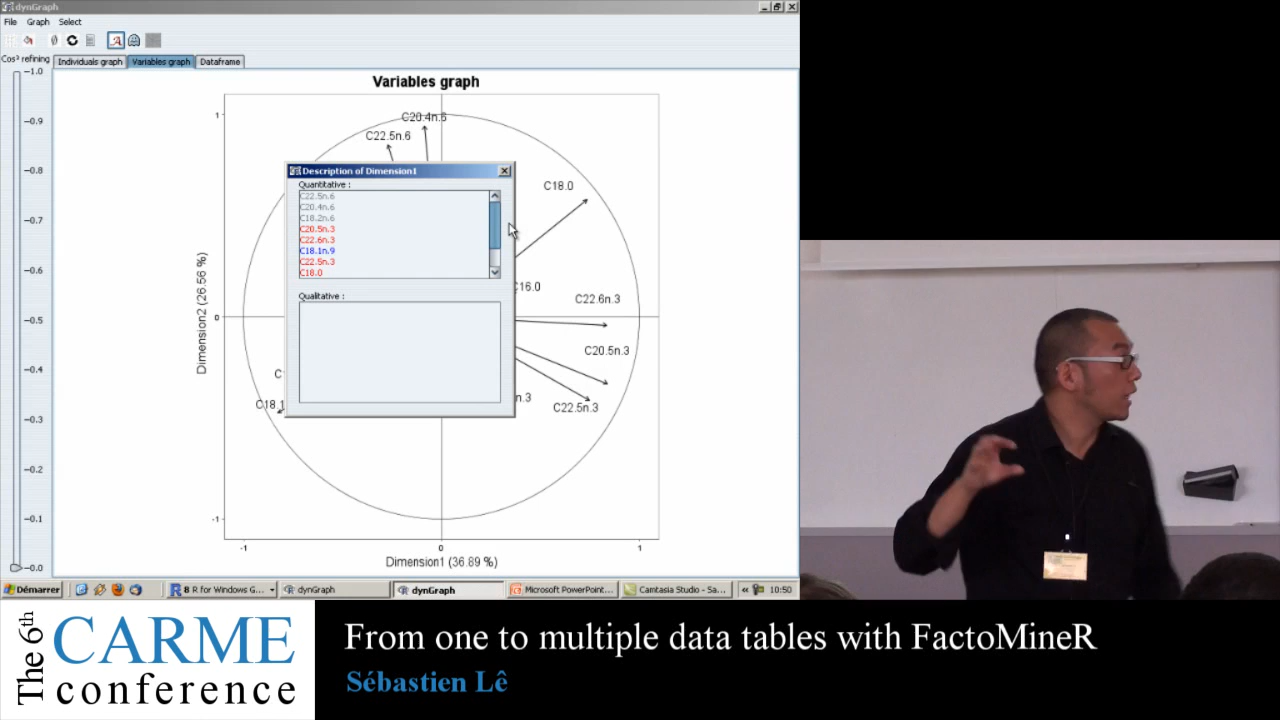 dynGraph
File Graph Select
Cos² refining
Individuals graph Variables graph Dataframe
Variables graph
-1.0
-0.9
-0.8
-0.7
-0.6
-0.5
-0.4
-0.3
-0.2
-0.1
-0.0
1
0
-1
Dimension2 (26.56 %)
C20.4n.6
C22.5n.6
C18.0
C16.0
C22.6n.3
C20.5n.3
C22.5n.3
n.3
C18.1
-1
0
1
Dimension1 (36.89 %)
Description of Dimension1
Quantitative :
C22.5n.6
C20.4n.6
C18.2n.6
C20.5n.3
C22.6n.3
C18.1n.9
C22.5n.3
C18.0
Qualitative :
Démarrer
R for Windows G...
dynGraph
dynGraph
Microsoft PowerPoint...
Camtasia Studio - Sa...
10:50
The 6th
CARME
conference
From one to multiple data tables with FactoMineR
Sébastien Lê